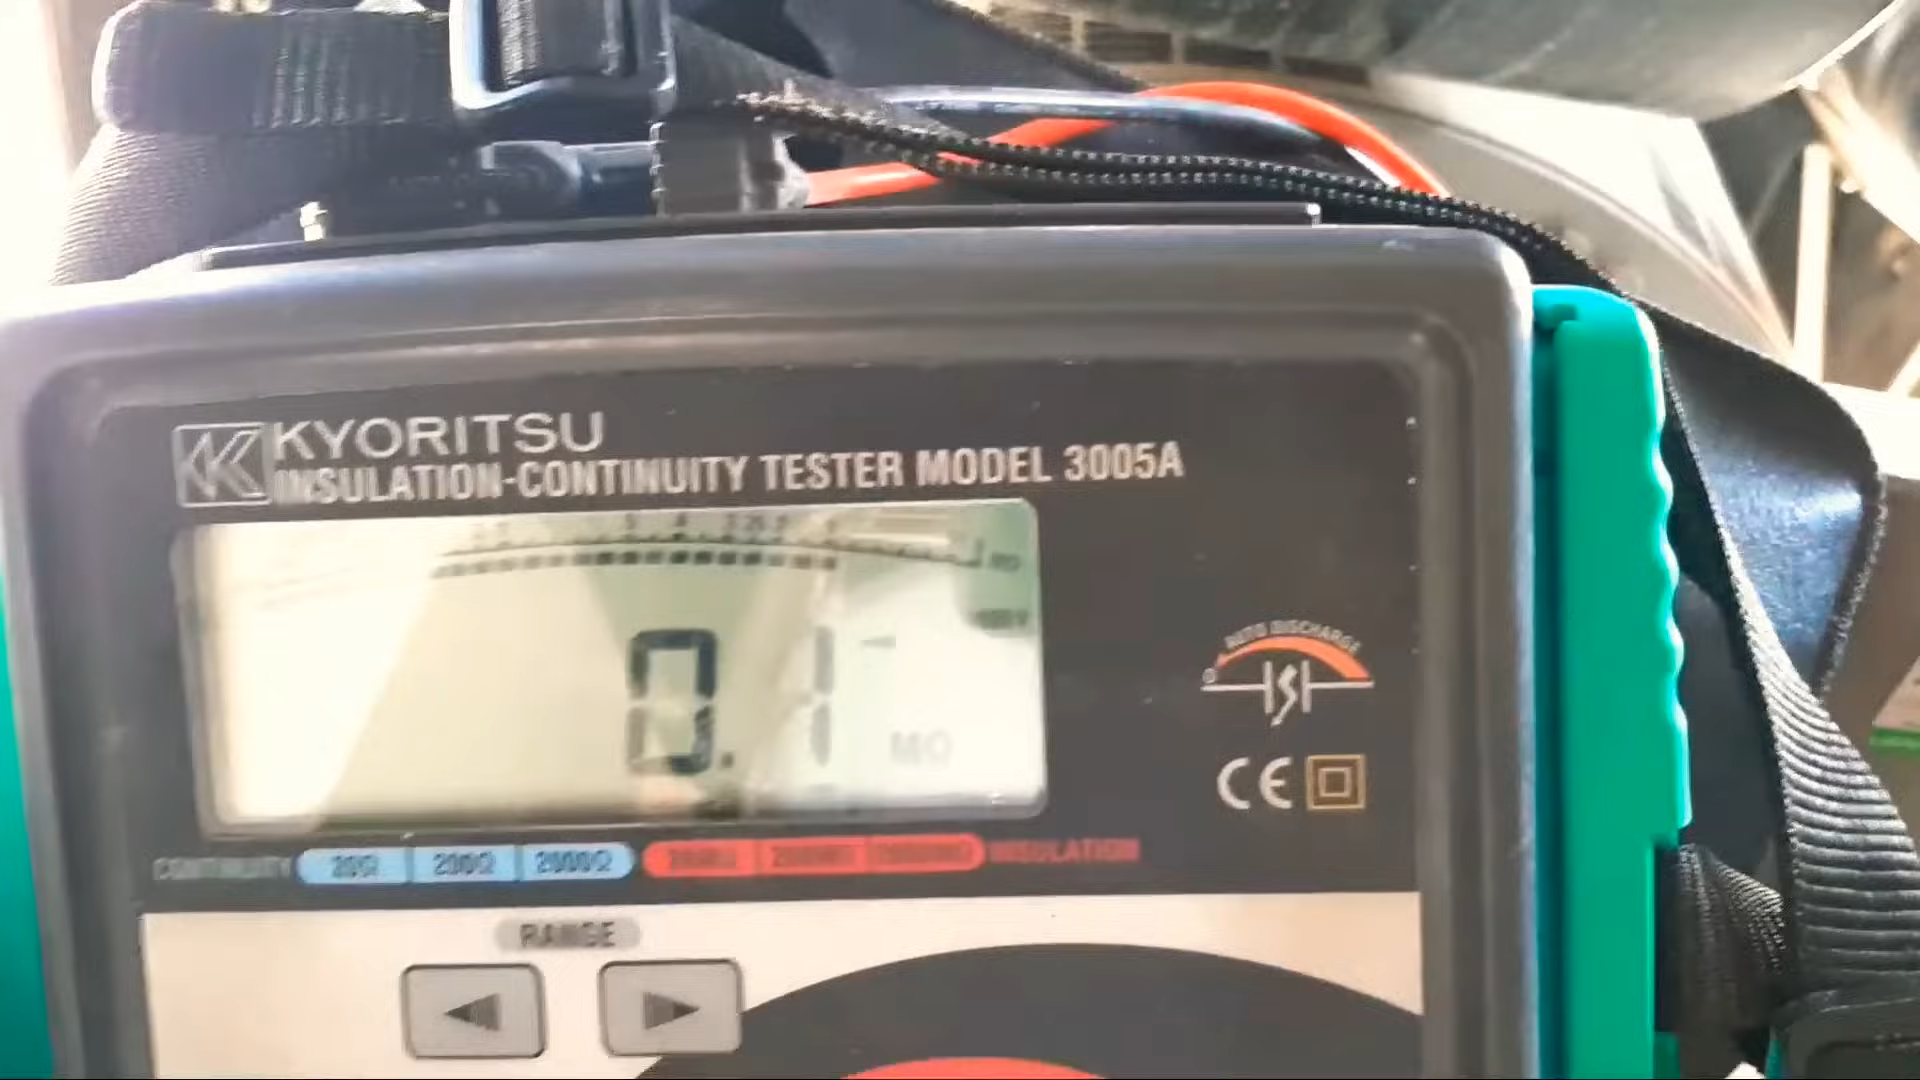 KYORITSU
INSULATION-CONTINUITY TESTER MODEL 3005A
0.1
MΩ
AUTO DISCHARGE
CE
CONTINUITY 20Ω 200Ω 2000Ω INSULATION
RANGE